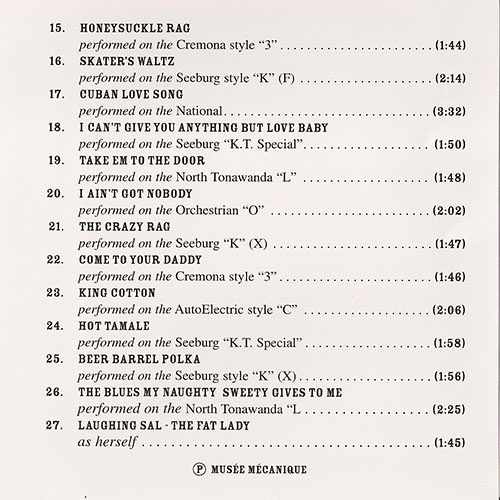 15. HONEYSUCKLE RAG
performed on the Cremona style "3" . . . . . . . . . . . . . . . . . . . . . . (1:44)
16. SKATER'S WALTZ
performed on the Seeburg style "K" (F) . . . . . . . . . . . . . . . . . . . . (2:14)
17. CUBAN LOVE SONG
performed on the National. . . . . . . . . . . . . . . . . . . . . . . . . . . . . (3:32)
18. I CAN'T GIVE YOU ANYTHING BUT LOVE BABY
performed on the Seeburg "K.T. Special". . . . . . . . . . . . . . . . . . . (1:50)
19. TAKE EM TO THE DOOR
performed on the North Tonawanda "L" . . . . . . . . . . . . . . . . . . . (1:48)
20. I AIN'T GOT NOBODY
performed on the Orchestrian "O" . . . . . . . . . . . . . . . . . . . . . . . (2:02)
21. THE CRAZY RAG
performed on the Seeburg "K" (X) . . . . . . . . . . . . . . . . . . . . . . . (1:47)
22. COME TO YOUR DADDY
performed on the Cremona style "3" . . . . . . . . . . . . . . . . . . . . . . (1:46)
23. KING COTTON
performed on the AutoElectric style "C" . . . . . . . . . . . . . . . . . . . (2:06)
24. HOT TAMALE
performed on the Seeburg "K.T. Special" . . . . . . . . . . . . . . . . . . . (1:58)
25. BEER BARREL POLKA
performed on the Seeburg style "K" (X). . . . . . . . . . . . . . . . . . . . (1:56)
26. THE BLUES MY NAUGHTY SWEETY GIVES TO ME
performed on the North Tonawanda "L . . . . . . . . . . . . . . . . . . . (2:25)
27. LAUGHING SAL - THE FAT LADY
as herself . . . . . . . . . . . . . . . . . . . . . . . . . . . . . . . . . . . . . . . . (1:45)
Ⓟ MUSÉE MÉCANIQUE